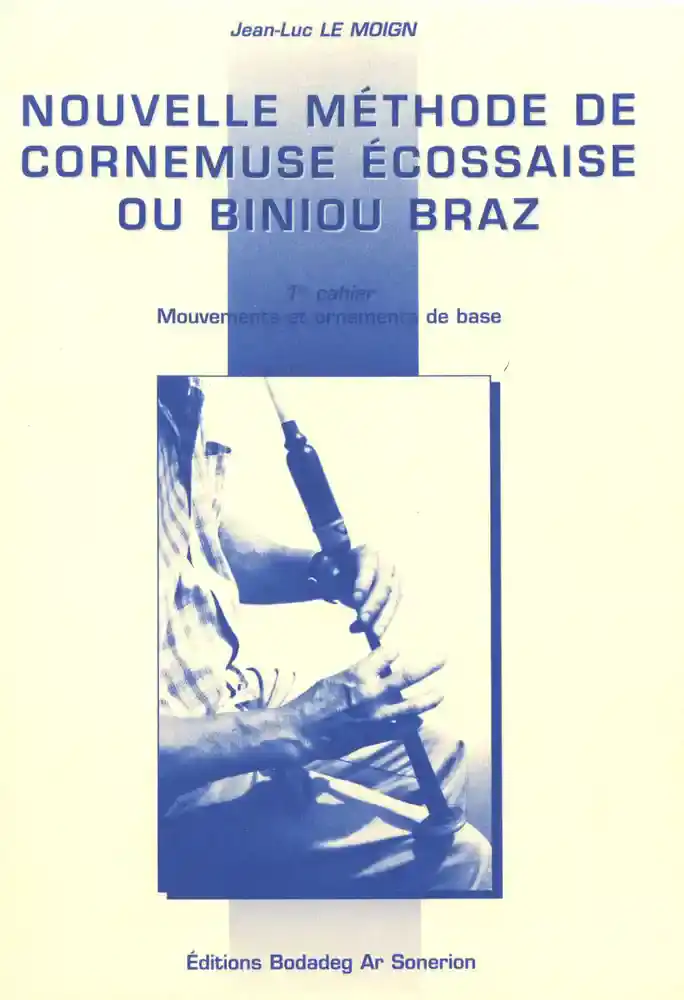 Jean-Luc LE MOIGN
NOUVELLE MÉTHODE DE
CORNEMUSE ÉCOSSAISE
OU BINIOU BRAZ
1er cahier
Mouvements et ornements de base
Éditions Bodadeg Ar Sonerion